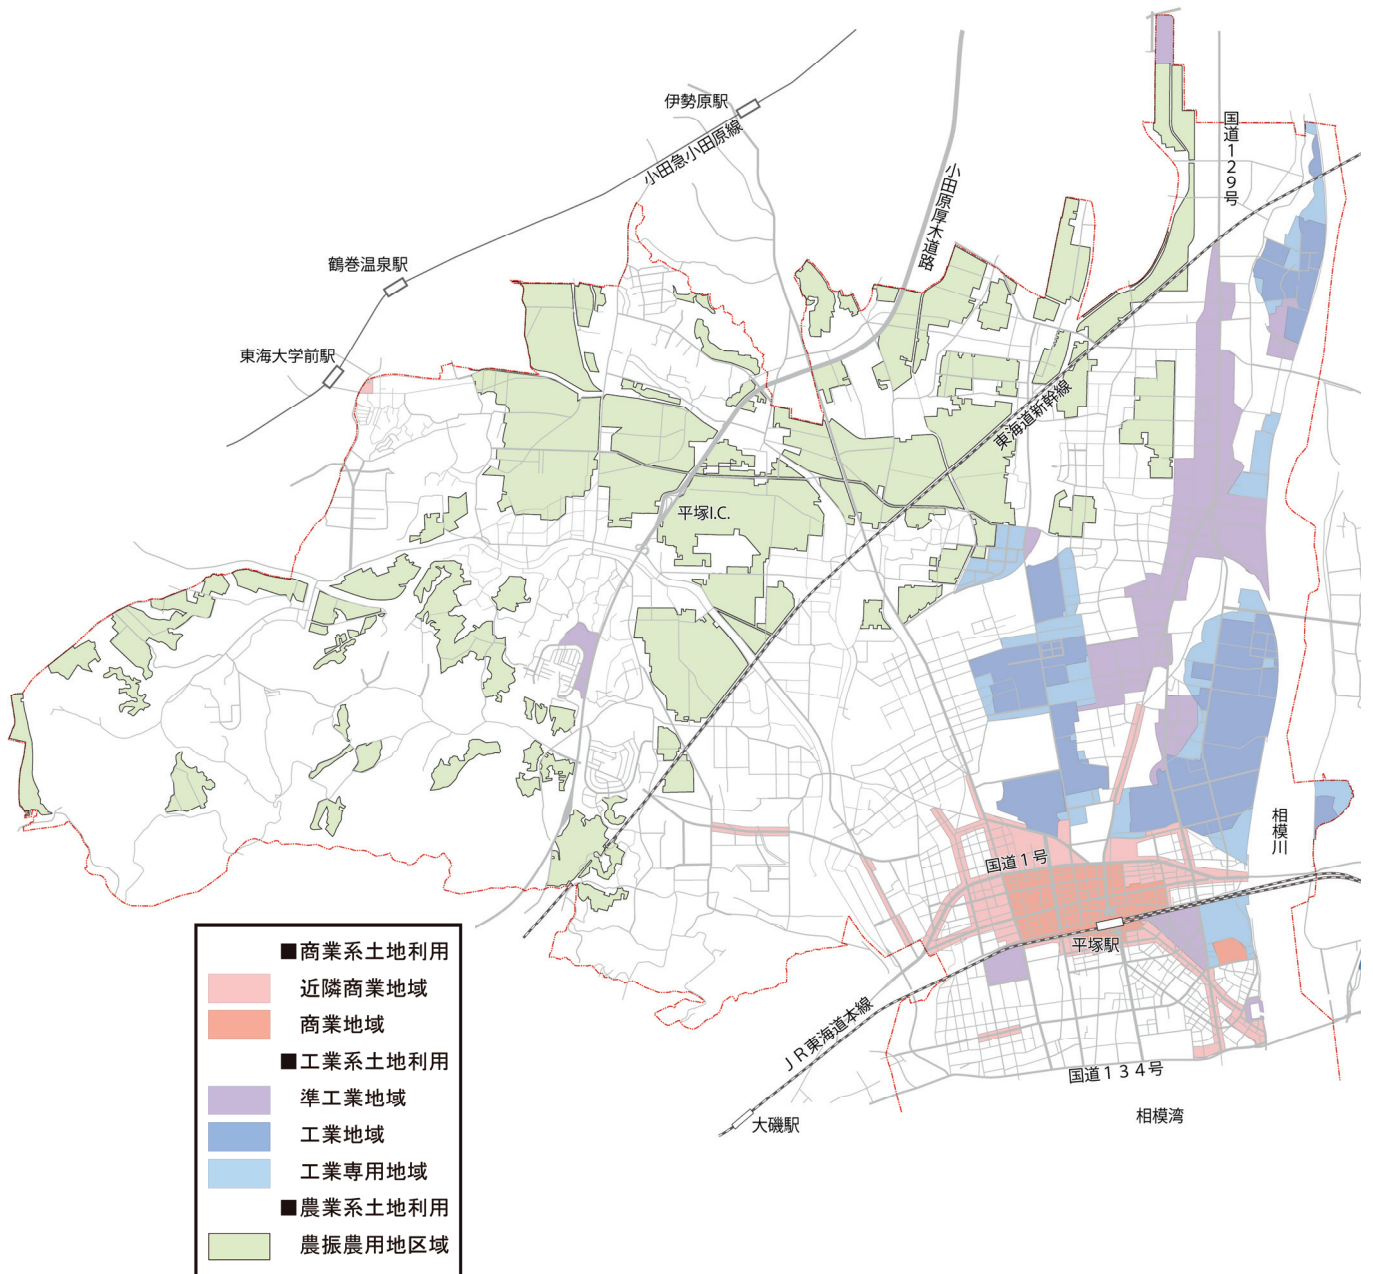 伊勢原駅
小田急小田原線
国道129号
小田原厚木道路
鶴巻温泉駅
東海大学前駅
東海道新幹線
平塚I.C.
相模川
国道1号
平塚駅
JR東海道本線
国道134号
大磯駅
相模湾
■商業系土地利用
近隣商業地域
商業地域
■工業系土地利用
準工業地域
工業地域
工業専用地域
■農業系土地利用
農振農用地区域